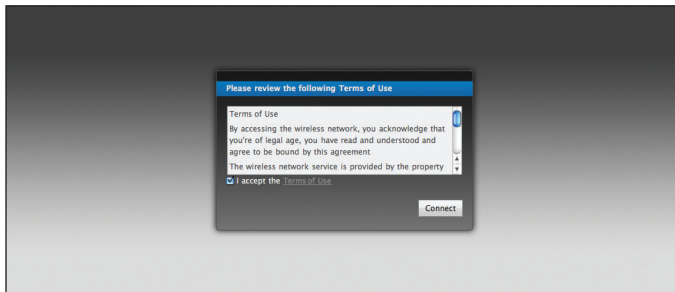 Please review the following Terms of Use
Terms of Use
By accessing the wireless network, you acknowledge that
you're of legal age, you have read and understood and
agree to be bound by this agreement
The wireless network service is provided by the property
I accept the Terms of Use
Connect